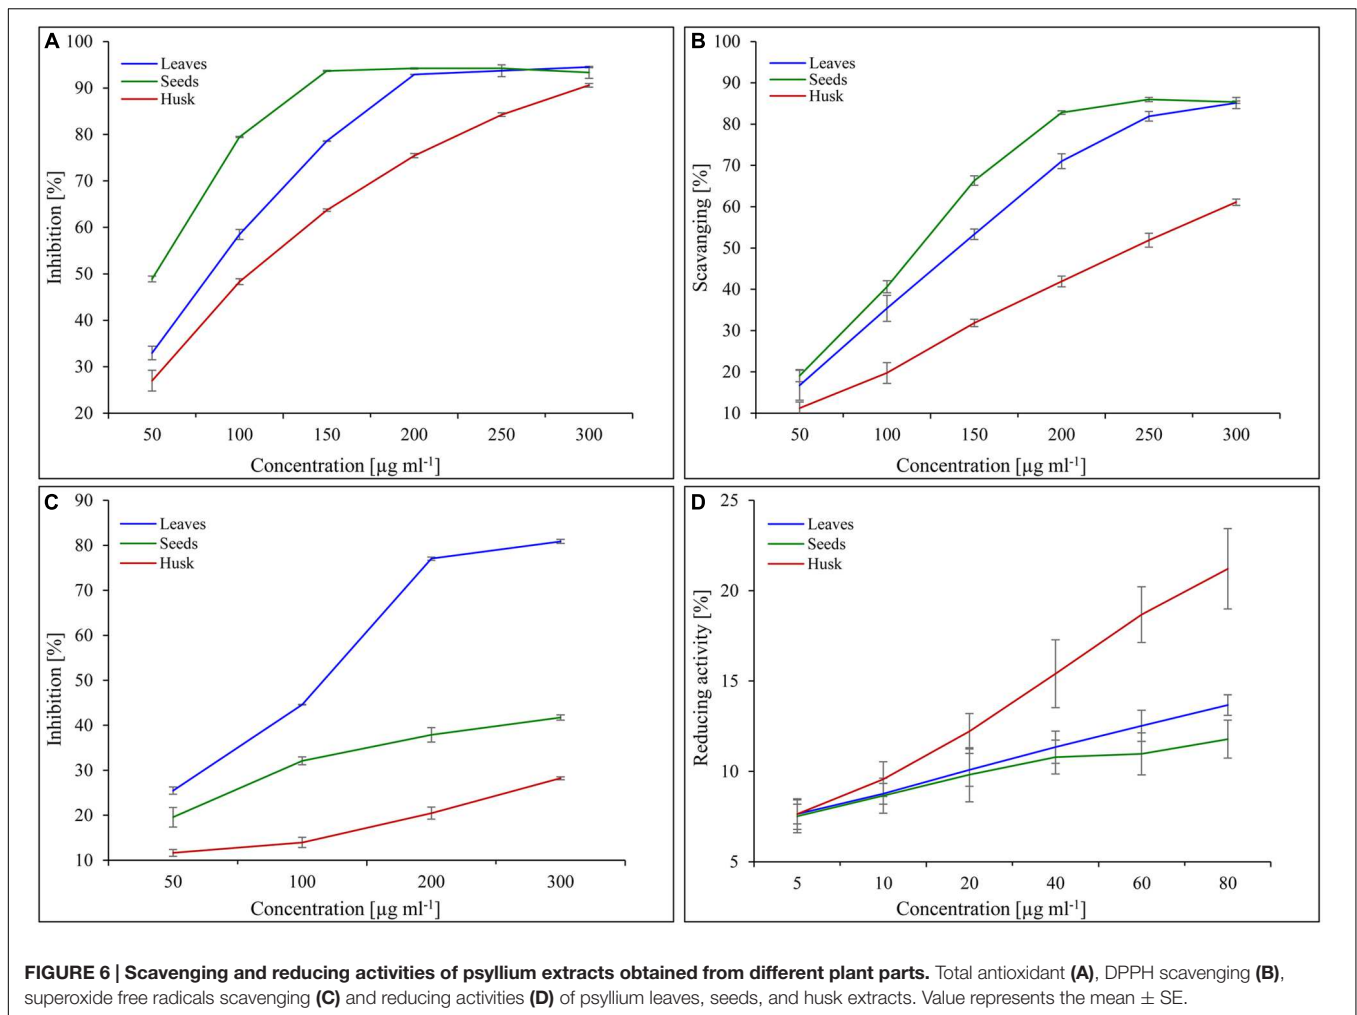 A
100
90
80
70
60
50
40
30
20
Inhibition [%]
Leaves
Seeds
Husk
50 100 150 200 250 300
Concentration [µg ml-1]
B
100
90
80
70
60
50
40
30
20
10
Scavanging [%]
Leaves
Seeds
Husk
50 100 150 200 250 300
Concentration [µg ml-1]
C
90
80
70
60
50
40
30
20
10
Inhibition [%]
Leaves
Seeds
Husk
50 100 200 300
Concentration [µg ml-1]
D
25
20
15
10
5
Reducing activity [%]
Leaves
Seeds
Husk
5 10 20 40 60 80
Concentration [µg ml-1]
FIGURE 6 | Scavenging and reducing activities of psyllium extracts obtained from different plant parts. Total antioxidant (A), DPPH scavenging (B),
superoxide free radicals scavenging (C) and reducing activities (D) of psyllium leaves, seeds, and husk extracts. Value represents the mean ± SE.